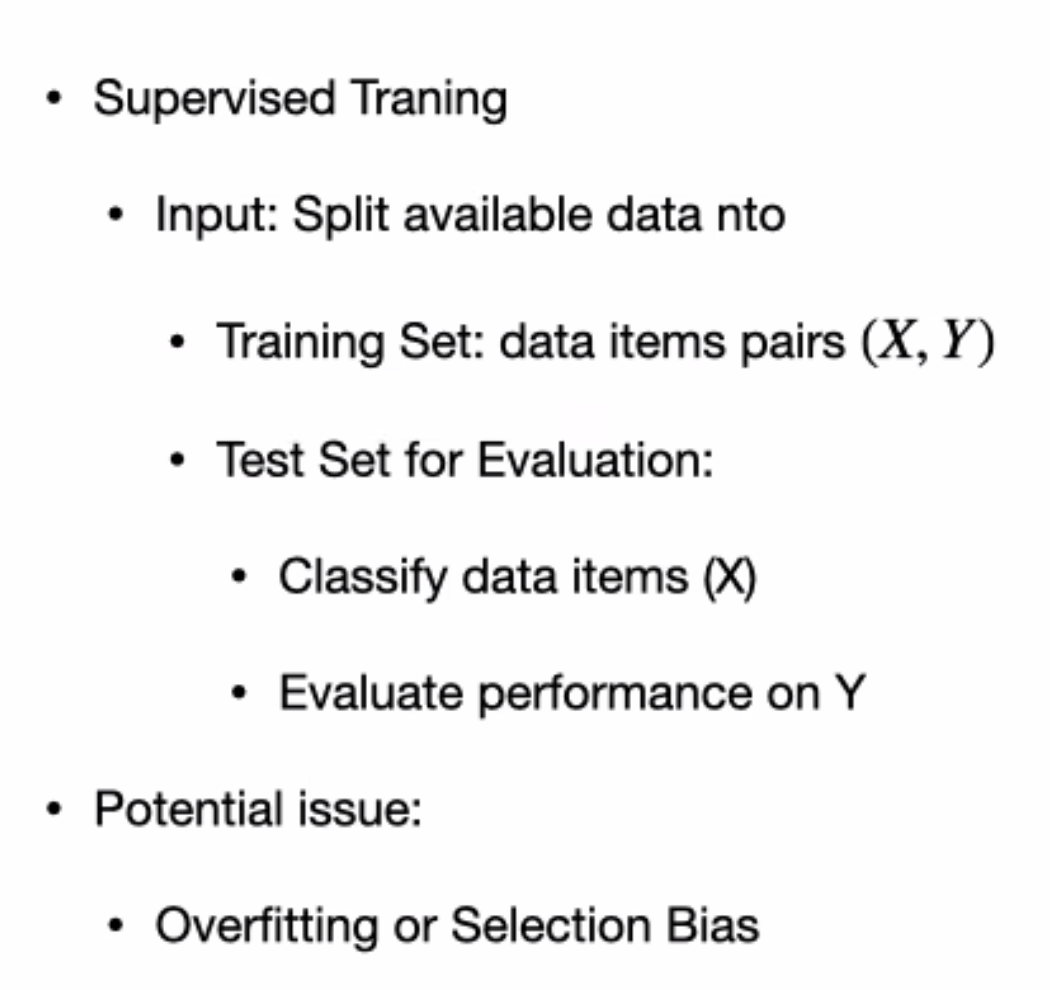 • Supervised Traning
• Input: Split available data nto
• Training Set: data items pairs (X, Y)
• Test Set for Evaluation:
• Classify data items (X)
• Evaluate performance on Y
• Potential issue:
• Overfitting or Selection Bias